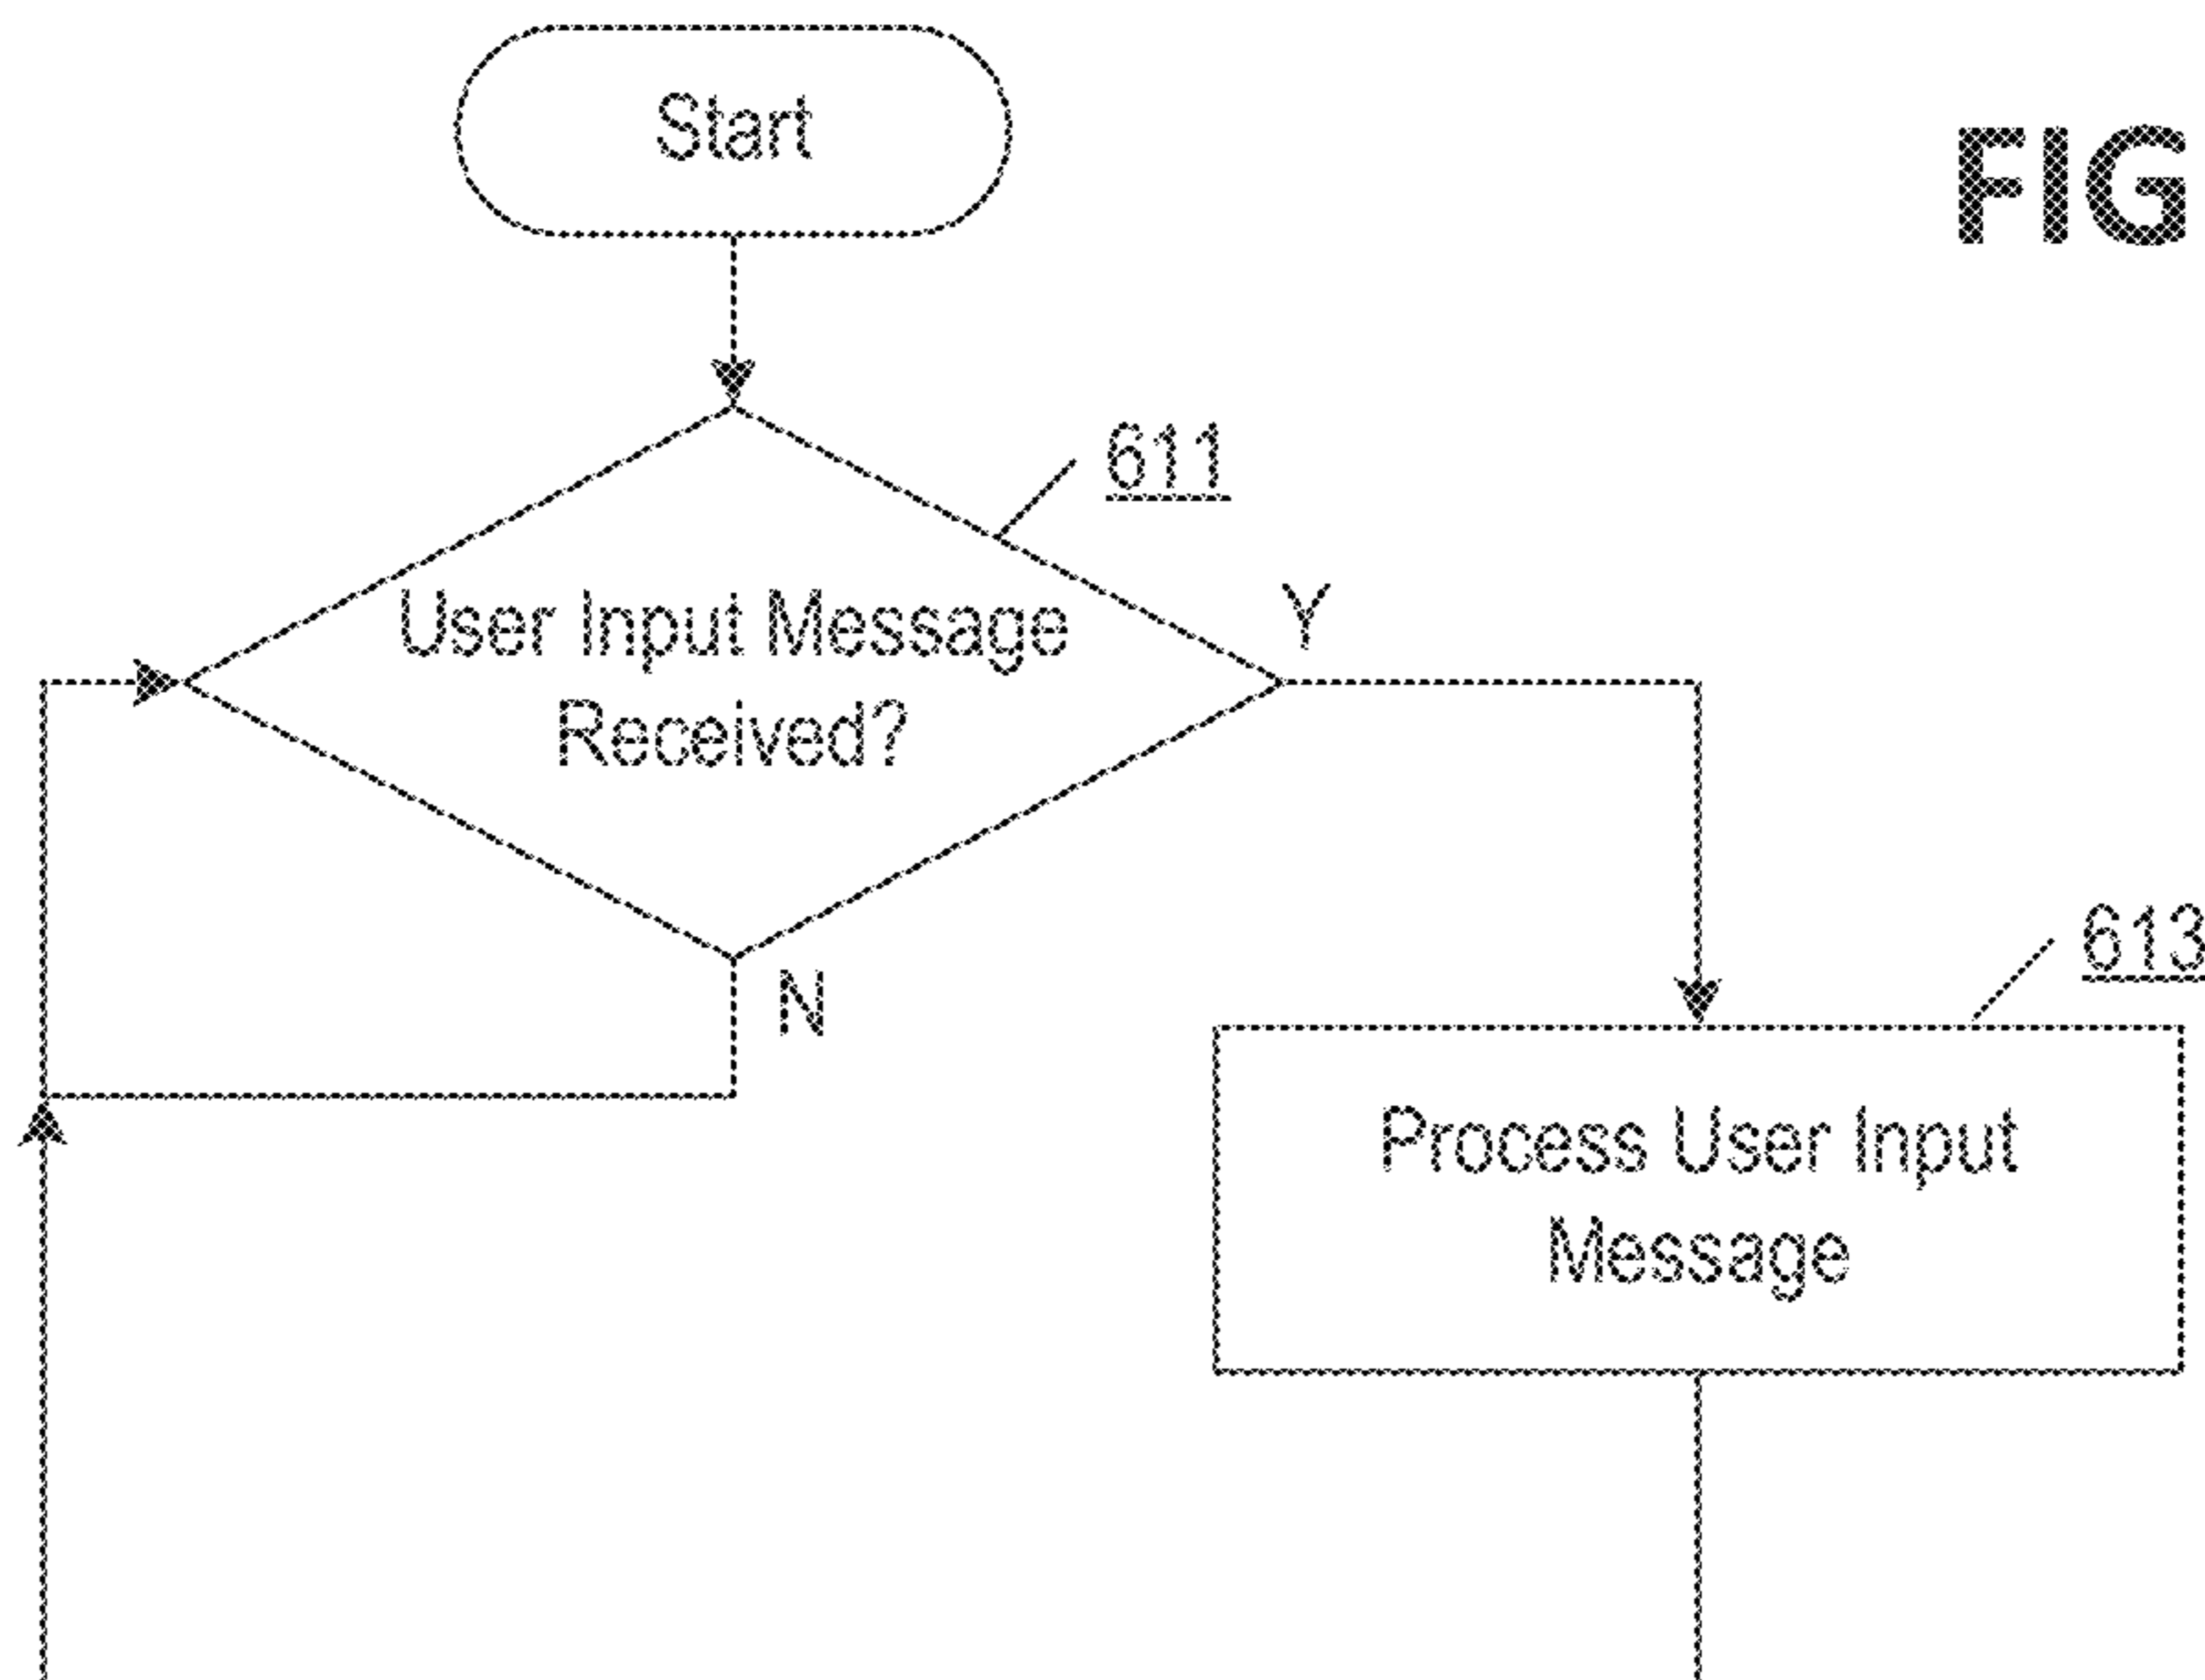 Start
FIG
611
User Input Message
Received?
Y
N
613
Process User Input
Message